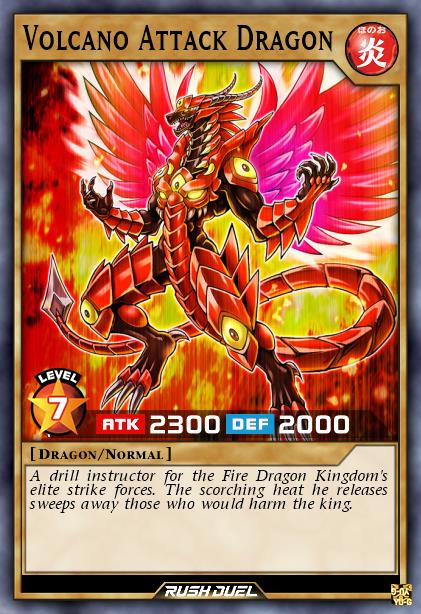 VOLCANO ATTACK DRAGON
ほのお
炎
LEVEL
7
ATK 2300 DEF 2000
[DRAGON/NORMAL]
A drill instructor for the Fire Dragon Kingdom's
elite strike forces. The scorching heat he releases
sweeps away those who would harm the king.
RUSH DUEL